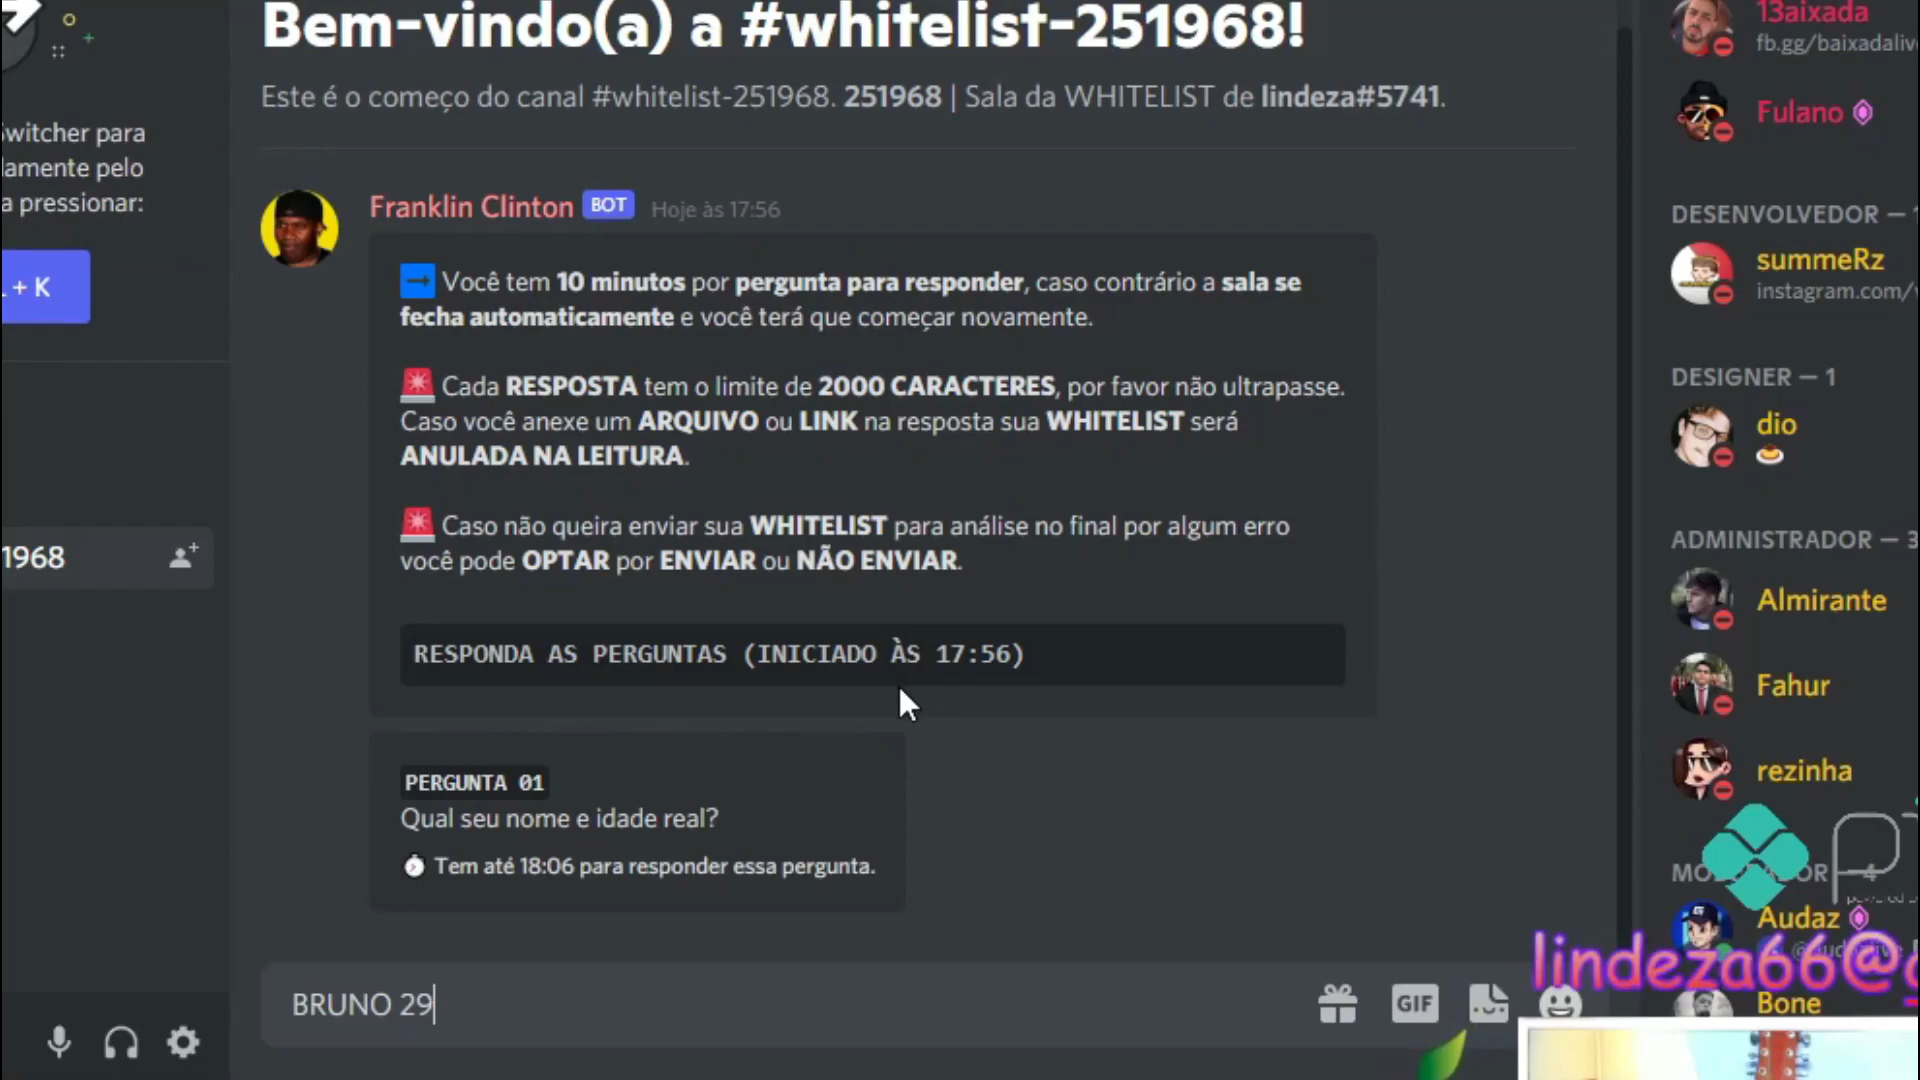 Bem-vindo(a) a #whitelist-251968!
Este é o começo do canal #whitelist-251968. 251968 | Sala da WHITELIST de lindeza#5741.
Switcher para
lamente pelo
a pressionar:
+ K
1968
Franklin Clinton BOT Hoje às 17:56
Você tem 10 minutos por pergunta para responder, caso contrário a sala se
fecha automaticamente e você terá que começar novamente.
Cada RESPOSTA tem o limite de 2000 CARACTERES, por favor não ultrapasse.
Caso você anexe um ARQUIVO ou LINK na resposta sua WHITELIST será
ANULADA NA LEITURA.
Caso não queira enviar sua WHITELIST para análise no final por algum erro
você pode OPTAR por ENVIAR ou NÃO ENVIAR.
RESPONDA AS PERGUNTAS (INICIADO ÀS 17:56)
PERGUNTA 01
Qual seu nome e idade real?
Tem até 18:06 para responder essa pergunta.
BRUNO 29
GIF
13aixada
fb.gg/baixadaliv
Fulano
DESENVOLVEDOR — 1
summeRz
instagram.com/
DESIGNER — 1
dio
ADMINISTRADOR — 3
Almirante
Fahur
rezinha
Audaz
lindeza66@
Bone